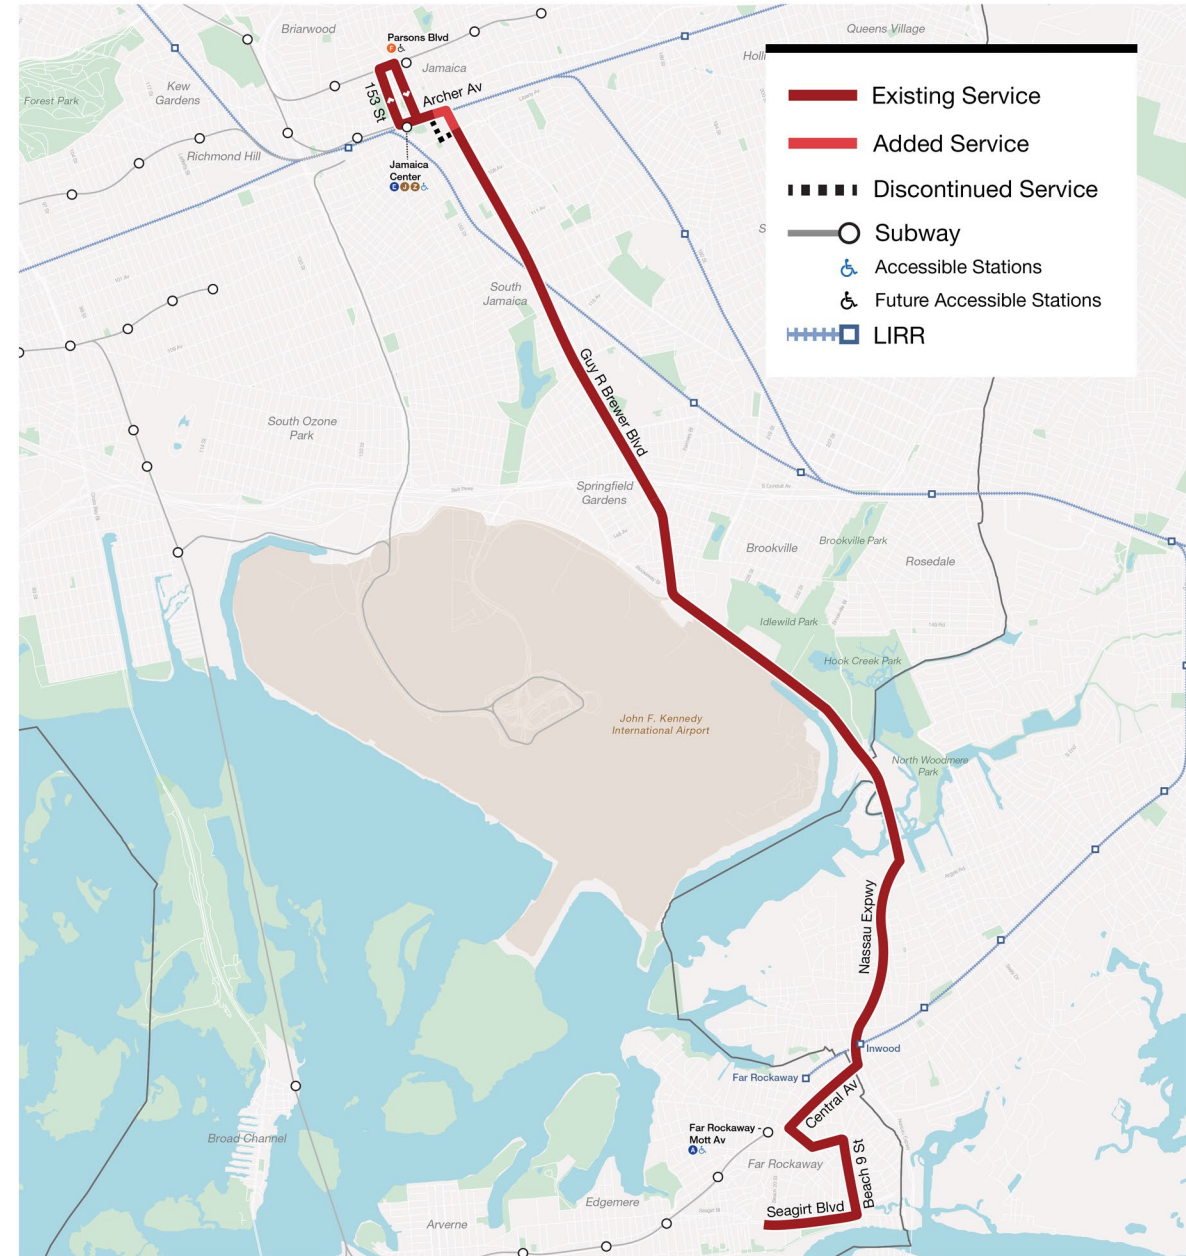 Briarwood
Parsons Blvd
F
Jamaica
Queens Village
Holli
Kew
Gardens
Forest Park
153 St
Archer Av
Richmond Hill
Jamaica
Center
E J Z
S
Existing Service
Added Service
Discontinued Service
Subway
Accessible Stations
Future Accessible Stations
LIRR
South
Jamaica
Guy R Brewer Blvd
South Ozone
Park
Springfield
Gardens
Brookville
Brookville Park
Rosedale
Idlewild Park
Hook Creek Park
John F. Kennedy
International Airport
North Woodmere
Park
Nassau Expwy
Inwood
Far Rockaway
Central Av
Far Rockaway -
Mott Av
A
Broad Channel
Far Rockaway
Beach 9 St
Edgemere
Seagirt Blvd
Arverne